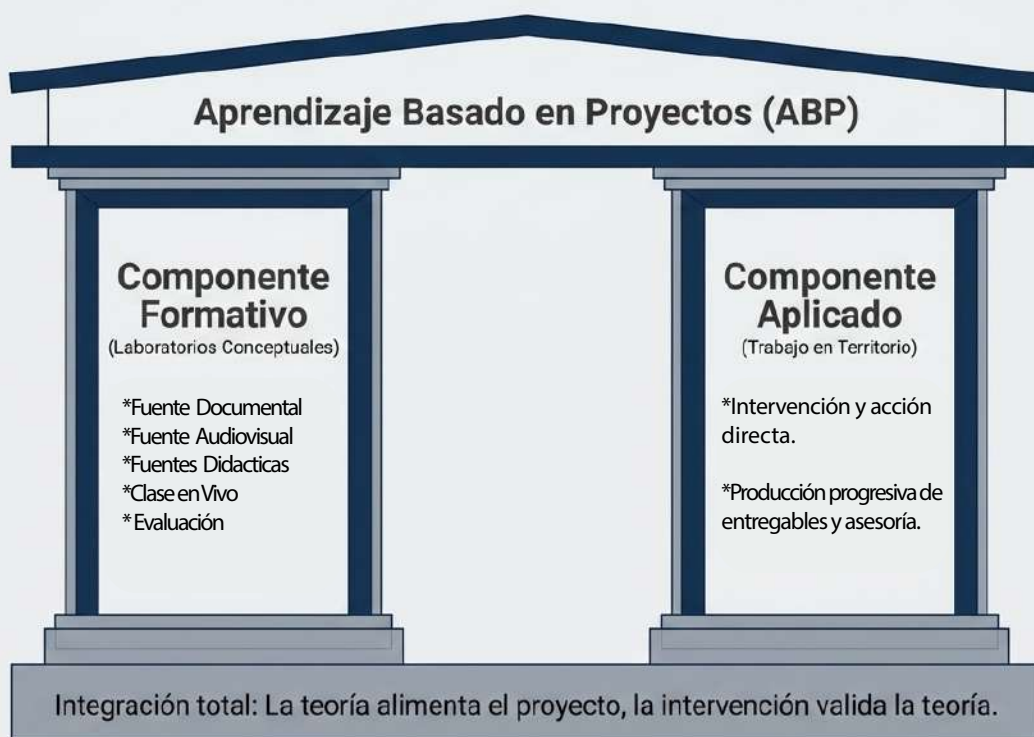 Aprendizaje Basado en Proyectos (ABP)
Componente
Formativo
(Laboratorios Conceptuales)
*Fuente Documental
*Fuente Audiovisual
*Fuentes Didacticas
*Clase en Vivo
* Evaluación
Componente
Aplicado
(Trabajo en Territorio)
*Intervención y acción
directa.
*Producción progresiva de
entregables y asesoría.
Integración total: La teoría alimenta el proyecto, la intervención valida la teoría.